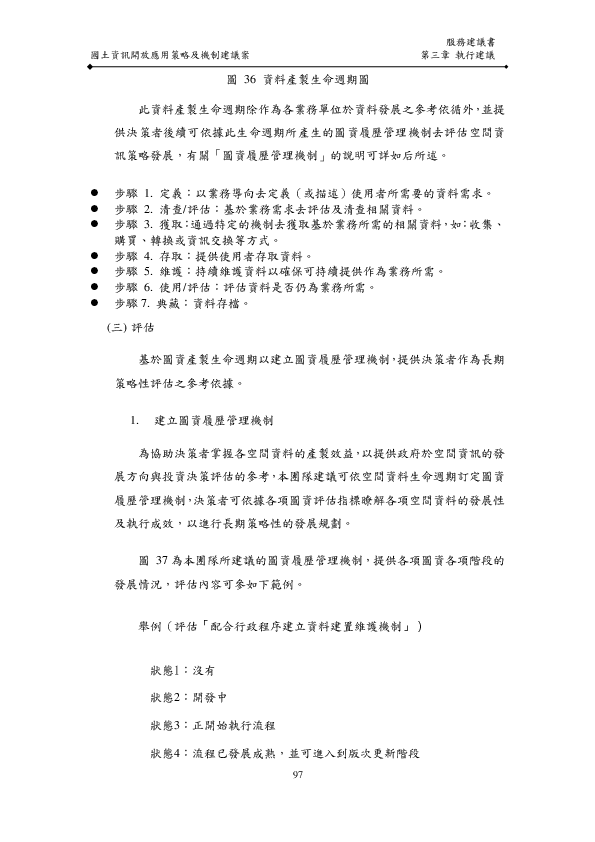 服務建議書
國土資訊開放應用策略及機制建議案 第三章 執行建議
圖 36 資料產製生命週期圖
此資料產製生命週期除作為各業務單位於資料發展之參考依循外，並提
供決策者後續可依據此生命週期所產生的圖資履歷管理機制去評估空間資
訊策略發展，有關「圖資履歷管理機制」的說明可詳如后所述。
● 步驟 1. 定義：以業務導向去定義（或描述）使用者所需要的資料需求。
● 步驟 2. 清查/評估：基於業務需求去評估及清查相關資料。
● 步驟 3. 獲取：通過特定的機制去獲取基於業務所需的相關資料，如：收集、
購買、轉換或資訊交換等方式。
● 步驟 4. 存取：提供使用者存取資料。
● 步驟 5. 維護：持續維護資料以確保可持續提供作為業務所需。
● 步驟 6. 使用/評估：評估資料是否仍為業務所需。
● 步驟 7. 典藏：資料存檔。
(三) 評估
基於圖資產製生命週期以建立圖資履歷管理機制，提供決策者作為長期
策略性評估之參考依據。
1. 建立圖資履歷管理機制
為協助決策者掌握各空間資料的產製效益，以提供政府於空間資訊的發
展方向與投資決策評估的參考，本團隊建議可依空間資料生命週期訂定圖資
履歷管理機制，決策者可依據各項圖資評估指標瞭解各項空間資料的發展性
及執行成效，以進行長期策略性的發展規劃。
圖 37 為本團隊所建議的圖資履歷管理機制，提供各項圖資各項階段的
發展情況，評估內容可參如下範例。
舉例（評估「配合行政程序建立資料建置維護機制」）
狀態1：沒有
狀態2：開發中
狀態3：正開始執行流程
狀態4：流程已發展成熟，並可進入到版次更新階段
97